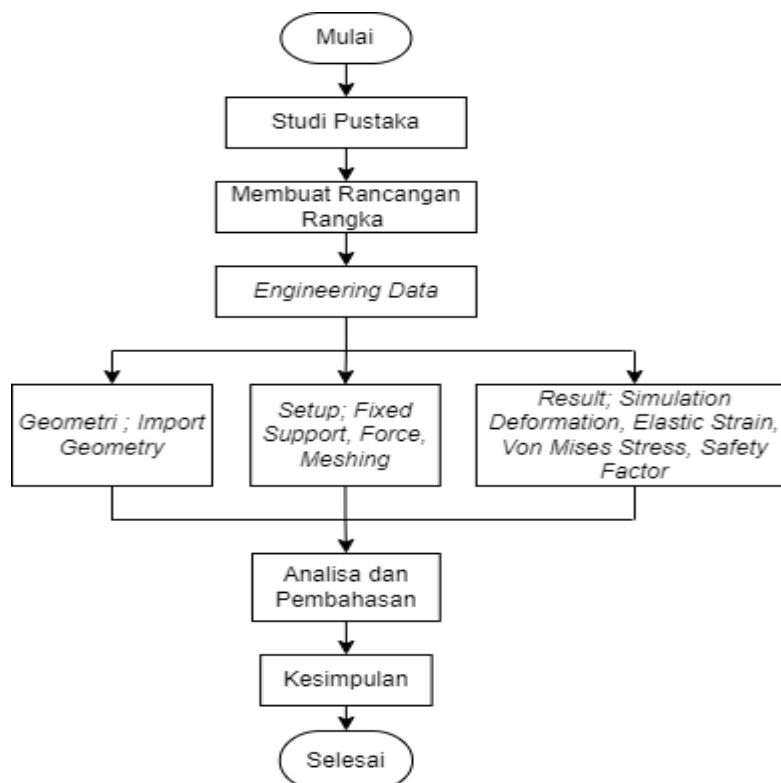 Mulai
Studi Pustaka
Membuat Rancangan
Rangka
Engineering Data
Geometri ; Import
Geometry
Setup; Fixed
Support, Force,
Meshing
Result; Simulation
Deformation, Elastic Strain,
Von Mises Stress, Safety
Factor
Analisa dan
Pembahasan
Kesimpulan
Selesai